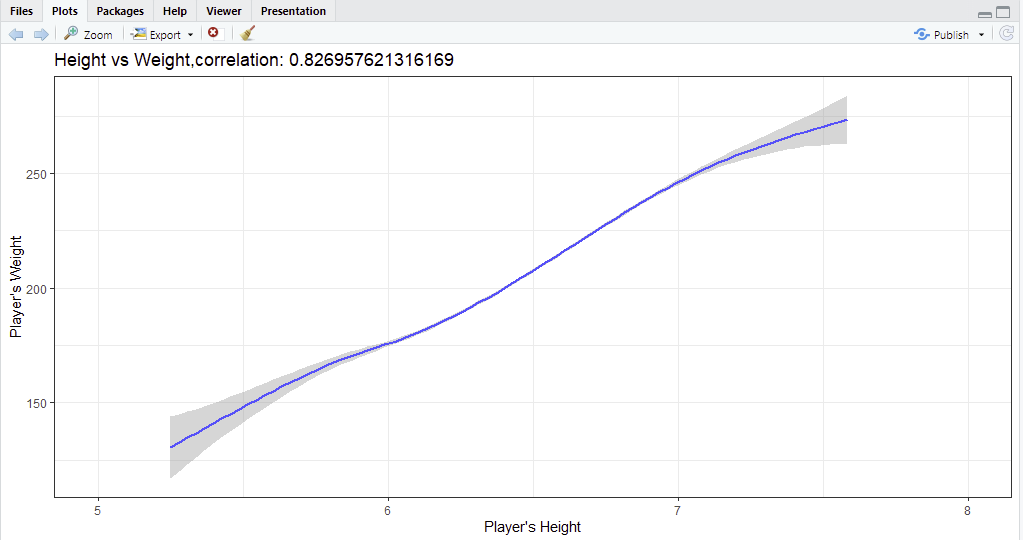 Files Plots Packages Help Viewer Presentation
Zoom Export Publish
Height vs Weight,correlation: 0.826957621316169
250
200
150
Player's Weight
5 6 7 8
Player's Height